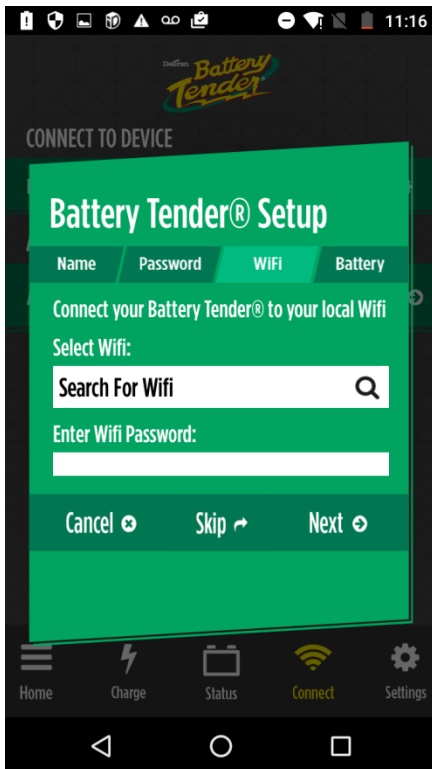 11:16
Deltran Battery
Tender
CONNECT TO DEVICE
Battery Tender® Setup
Name Password WiFi Battery
Connect your Battery Tender® to your local Wifi
Select Wifi:
Search For Wifi
Enter Wifi Password:
Cancel Skip Next
Home Charge Status Connect Settings